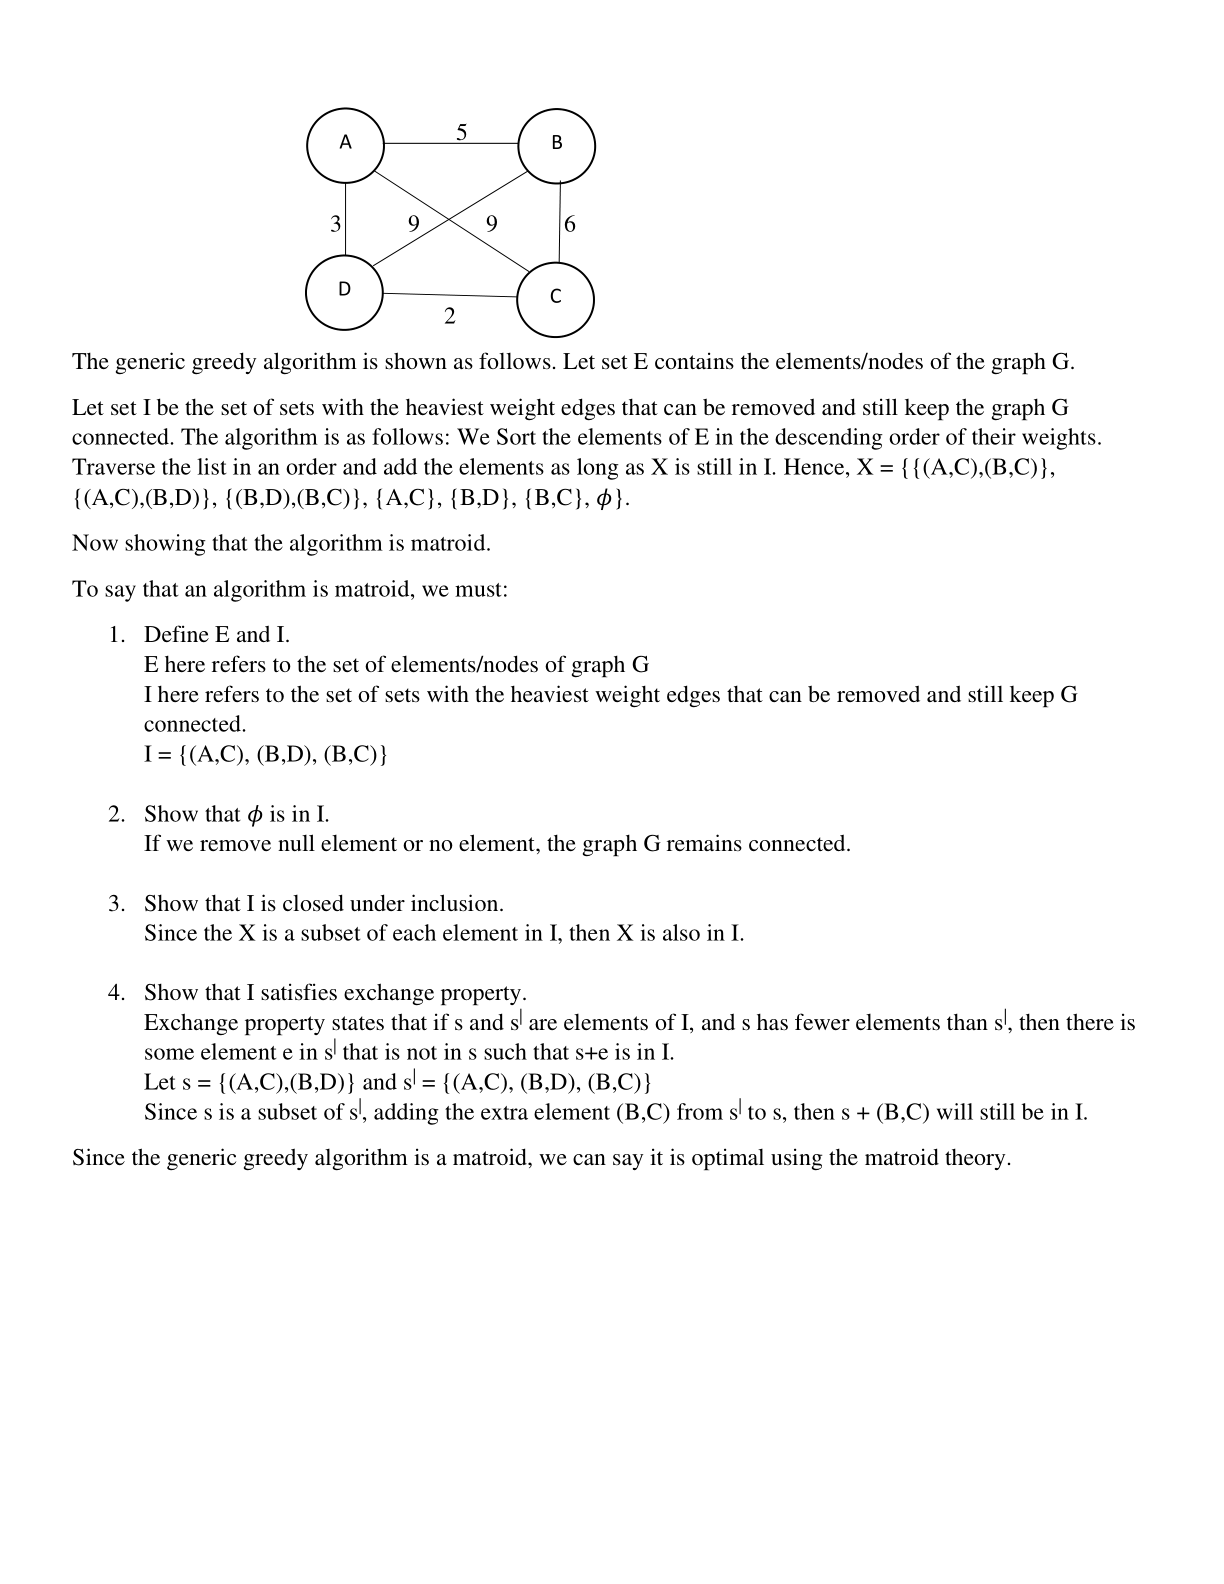 A 5 B
3 9 9 6
D C
2
The generic greedy algorithm is shown as follows. Let set E contains the elements/nodes of the graph G.
Let set I be the set of sets with the heaviest weight edges that can be removed and still keep the graph G
connected. The algorithm is as follows: We Sort the elements of E in the descending order of their weights.
Traverse the list in an order and add the elements as long as X is still in I. Hence, X = {{(A,C),(B,C)},
{(A,C),(B,D)}, {(B,D),(B,C)}, {A,C}, {B,D}, {B,C}, ϕ}.
Now showing that the algorithm is matroid.
To say that an algorithm is matroid, we must:
1. Define E and I.
E here refers to the set of elements/nodes of graph G
I here refers to the set of sets with the heaviest weight edges that can be removed and still keep G
connected.
I = {(A,C), (B,D), (B,C)}
2. Show that ϕ is in I.
If we remove null element or no element, the graph G remains connected.
3. Show that I is closed under inclusion.
Since the X is a subset of each element in I, then X is also in I.
4. Show that I satisfies exchange property.
Exchange property states that if s and s| are elements of I, and s has fewer elements than s|, then there is
some element e in s| that is not in s such that s+e is in I.
Let s = {(A,C),(B,D)} and s| = {(A,C), (B,D), (B,C)}
Since s is a subset of s|, adding the extra element (B,C) from s| to s, then s + (B,C) will still be in I.
Since the generic greedy algorithm is a matroid, we can say it is optimal using the matroid theory.